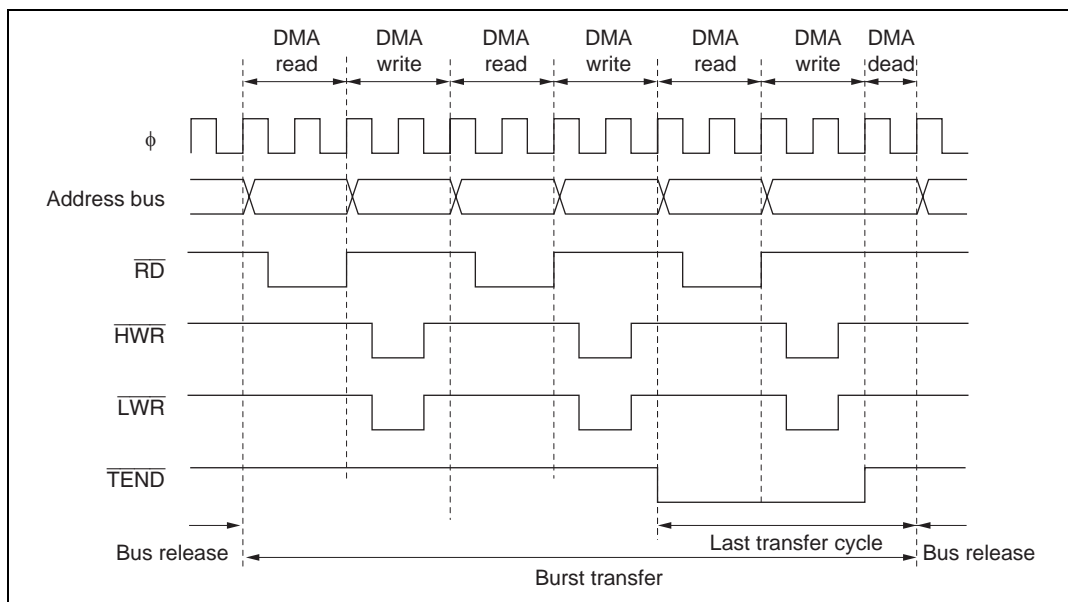 DMA read
DMA write
DMA read
DMA write
DMA read
DMA write
DMA dead
ϕ
Address bus
RD
HWR
LWR
TEND
Bus release
Last transfer cycle
Bus release
Burst transfer